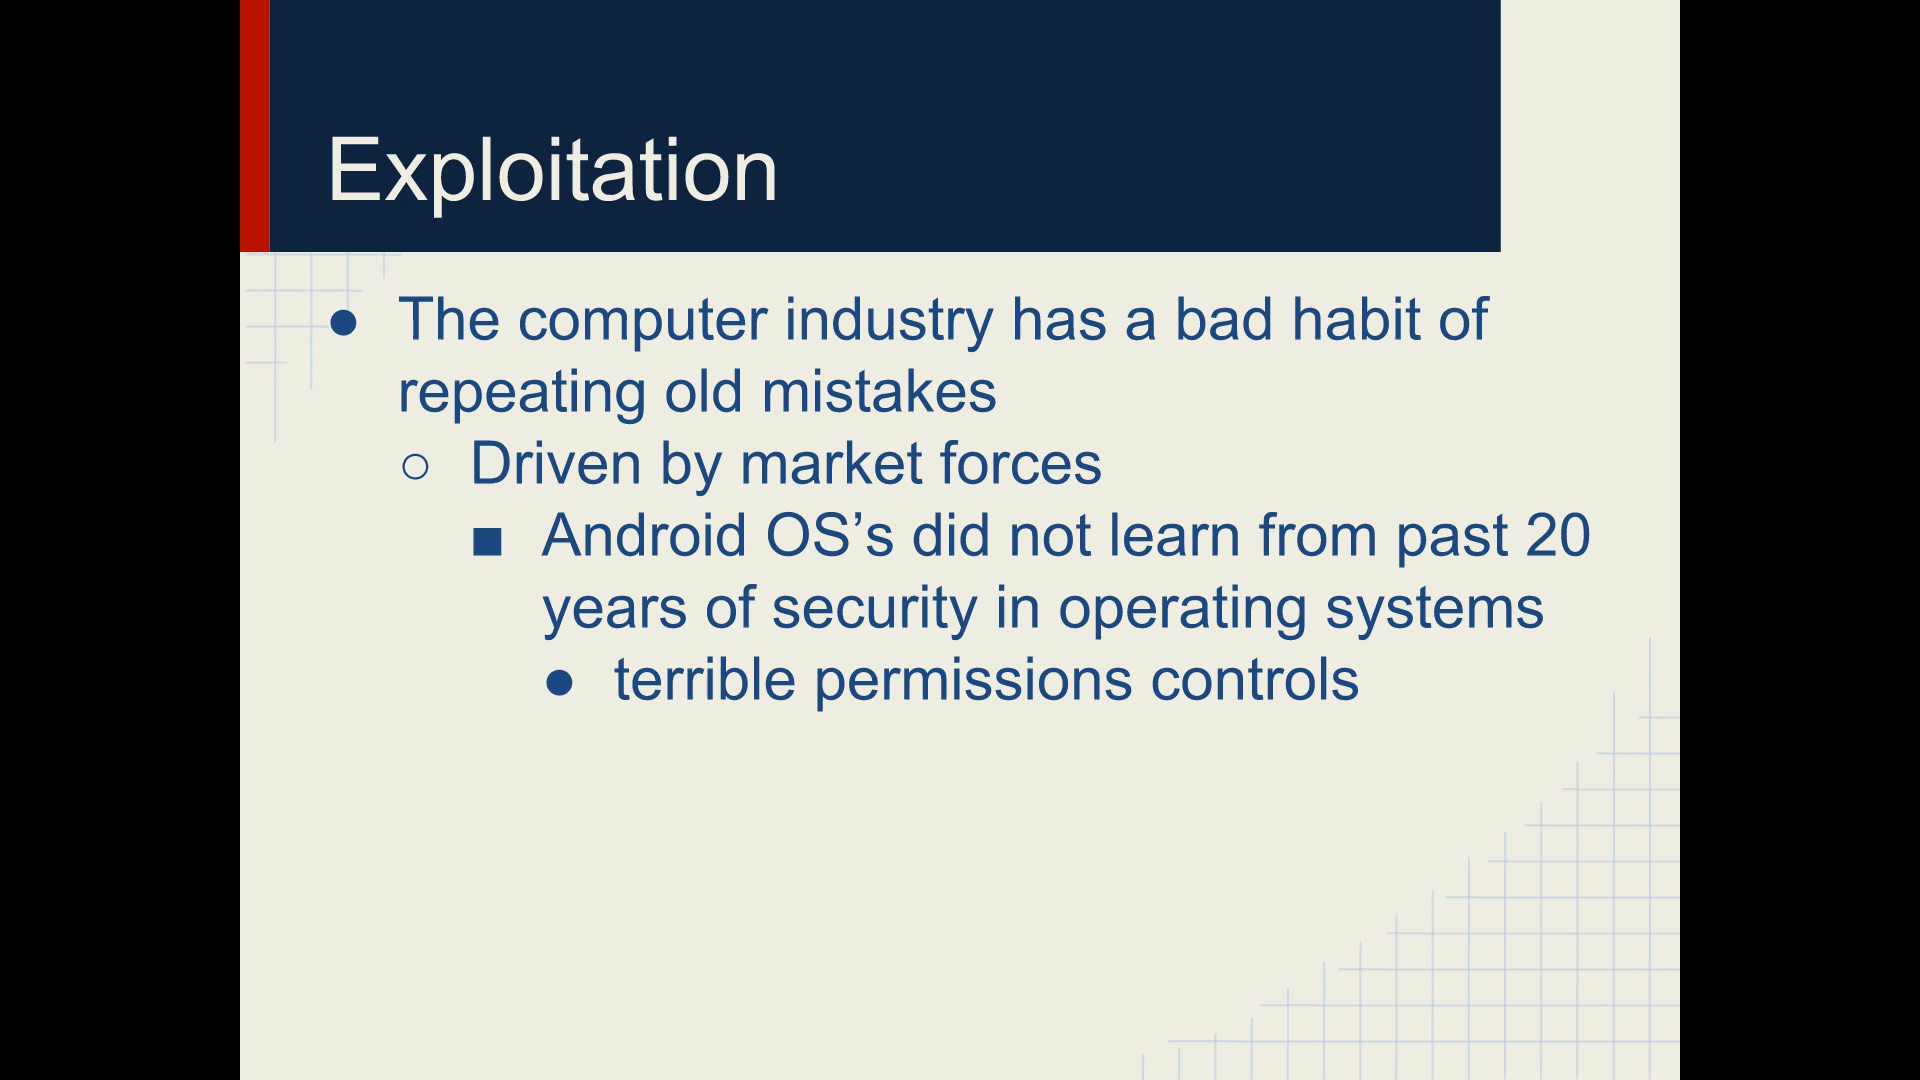 Exploitation
● The computer industry has a bad habit of
repeating old mistakes
○ Driven by market forces
■ Android OS’s did not learn from past 20
years of security in operating systems
● terrible permissions controls